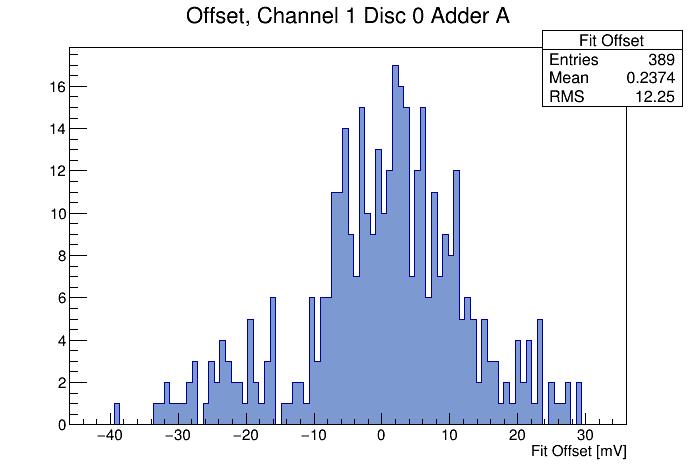 Offset, Channel 1 Disc 0 Adder A
Fit Offset
Entries 389
Mean 0.2374
RMS 12.25
16
14
12
10
8
6
4
2
0
−40 −30 −20 −10 0 10 20 30
Fit Offset [mV]